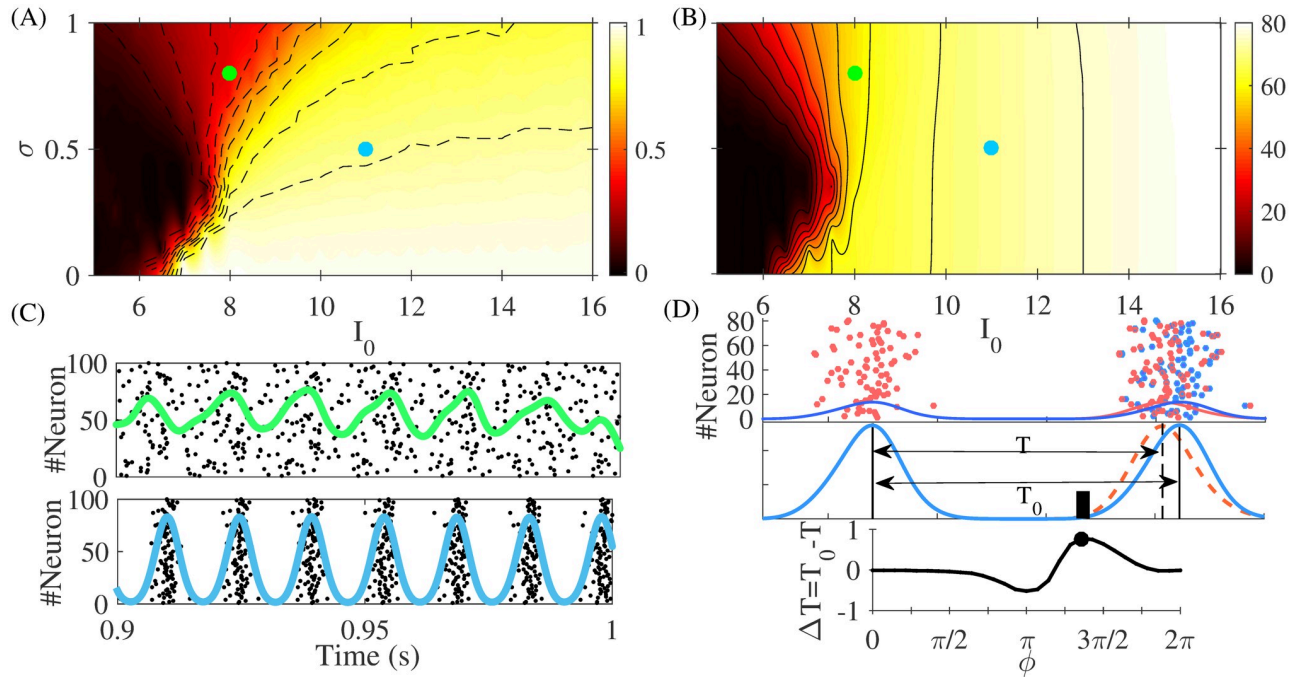 (A)
1
0.5
0
σ
6 8 10 12 14 16
I0
1
0.5
0
(B)
6 8 10 12 14 16
I0
80
60
40
20
0
(C)
#Neuron
100
50
0
#Neuron
100
50
0
0.9 0.95 1
Time (s)
(D)
#Neuron
80
60
40
20
0
T
T0
ΔT=T0-T
1
0
-1
0 π/2 π 3π/2 2π
ϕ